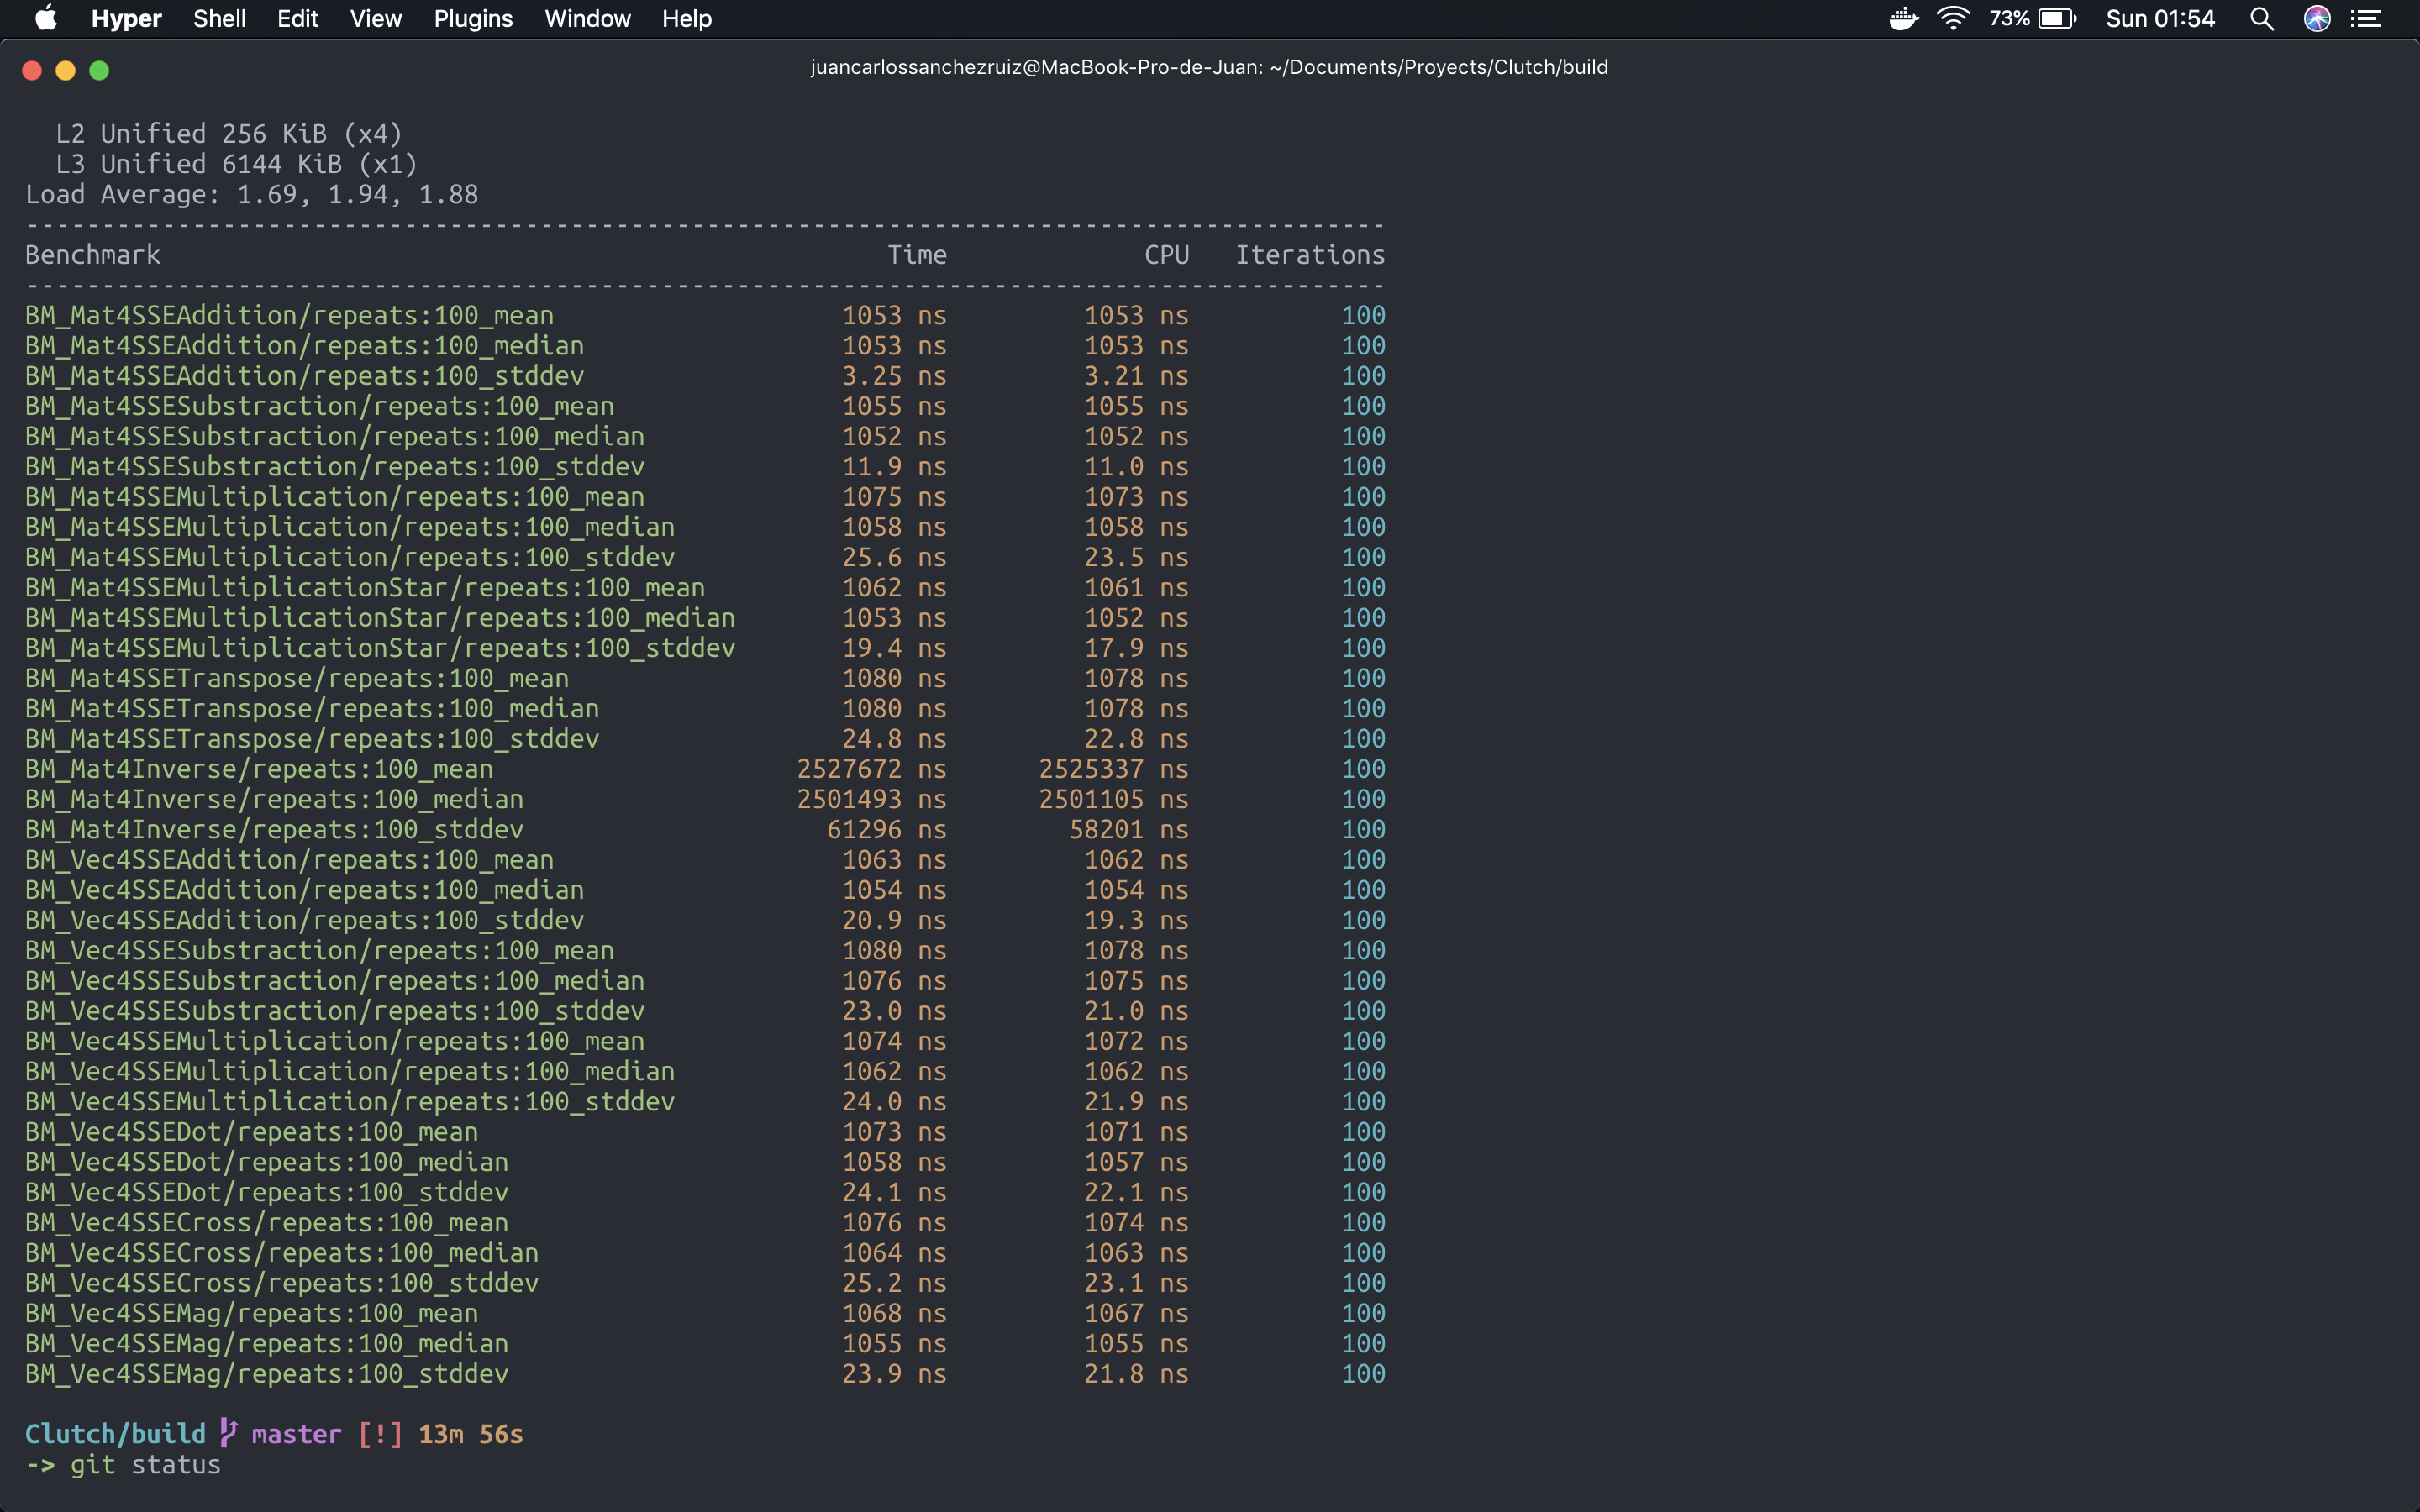 Hyper Shell Edit View Plugins Window Help 73% Sun 01:54
juancarlossanchezruiz@MacBook-Pro-de-Juan: ~/Documents/Proyects/Clutch/build
L2 Unified 256 KiB (x4)
L3 Unified 6144 KiB (x1)
Load Average: 1.69, 1.94, 1.88
------------------------------------------------------------------------------------------
Benchmark Time CPU Iterations
------------------------------------------------------------------------------------------
BM_Mat4SSEAddition/repeats:100_mean 1053 ns 1053 ns 100
BM_Mat4SSEAddition/repeats:100_median 1053 ns 1053 ns 100
BM_Mat4SSEAddition/repeats:100_stddev 3.25 ns 3.21 ns 100
BM_Mat4SSESubstraction/repeats:100_mean 1055 ns 1055 ns 100
BM_Mat4SSESubstraction/repeats:100_median 1052 ns 1052 ns 100
BM_Mat4SSESubstraction/repeats:100_stddev 11.9 ns 11.0 ns 100
BM_Mat4SSEMultiplication/repeats:100_mean 1075 ns 1073 ns 100
BM_Mat4SSEMultiplication/repeats:100_median 1058 ns 1058 ns 100
BM_Mat4SSEMultiplication/repeats:100_stddev 25.6 ns 23.5 ns 100
BM_Mat4SSEMultiplicationStar/repeats:100_mean 1062 ns 1061 ns 100
BM_Mat4SSEMultiplicationStar/repeats:100_median 1053 ns 1052 ns 100
BM_Mat4SSEMultiplicationStar/repeats:100_stddev 19.4 ns 17.9 ns 100
BM_Mat4SSETranspose/repeats:100_mean 1080 ns 1078 ns 100
BM_Mat4SSETranspose/repeats:100_median 1080 ns 1078 ns 100
BM_Mat4SSETranspose/repeats:100_stddev 24.8 ns 22.8 ns 100
BM_Mat4Inverse/repeats:100_mean 2527672 ns 2525337 ns 100
BM_Mat4Inverse/repeats:100_median 2501493 ns 2501105 ns 100
BM_Mat4Inverse/repeats:100_stddev 61296 ns 58201 ns 100
BM_Vec4SSEAddition/repeats:100_mean 1063 ns 1062 ns 100
BM_Vec4SSEAddition/repeats:100_median 1054 ns 1054 ns 100
BM_Vec4SSEAddition/repeats:100_stddev 20.9 ns 19.3 ns 100
BM_Vec4SSESubstraction/repeats:100_mean 1080 ns 1078 ns 100
BM_Vec4SSESubstraction/repeats:100_median 1076 ns 1075 ns 100
BM_Vec4SSESubstraction/repeats:100_stddev 23.0 ns 21.0 ns 100
BM_Vec4SSEMultiplication/repeats:100_mean 1074 ns 1072 ns 100
BM_Vec4SSEMultiplication/repeats:100_median 1062 ns 1062 ns 100
BM_Vec4SSEMultiplication/repeats:100_stddev 24.0 ns 21.9 ns 100
BM_Vec4SSEDot/repeats:100_mean 1073 ns 1071 ns 100
BM_Vec4SSEDot/repeats:100_median 1058 ns 1057 ns 100
BM_Vec4SSEDot/repeats:100_stddev 24.1 ns 22.1 ns 100
BM_Vec4SSECross/repeats:100_mean 1076 ns 1074 ns 100
BM_Vec4SSECross/repeats:100_median 1064 ns 1063 ns 100
BM_Vec4SSECross/repeats:100_stddev 25.2 ns 23.1 ns 100
BM_Vec4SSEMag/repeats:100_mean 1068 ns 1067 ns 100
BM_Vec4SSEMag/repeats:100_median 1055 ns 1055 ns 100
BM_Vec4SSEMag/repeats:100_stddev 23.9 ns 21.8 ns 100
Clutch/build master [!] 13m 56s
-> git status